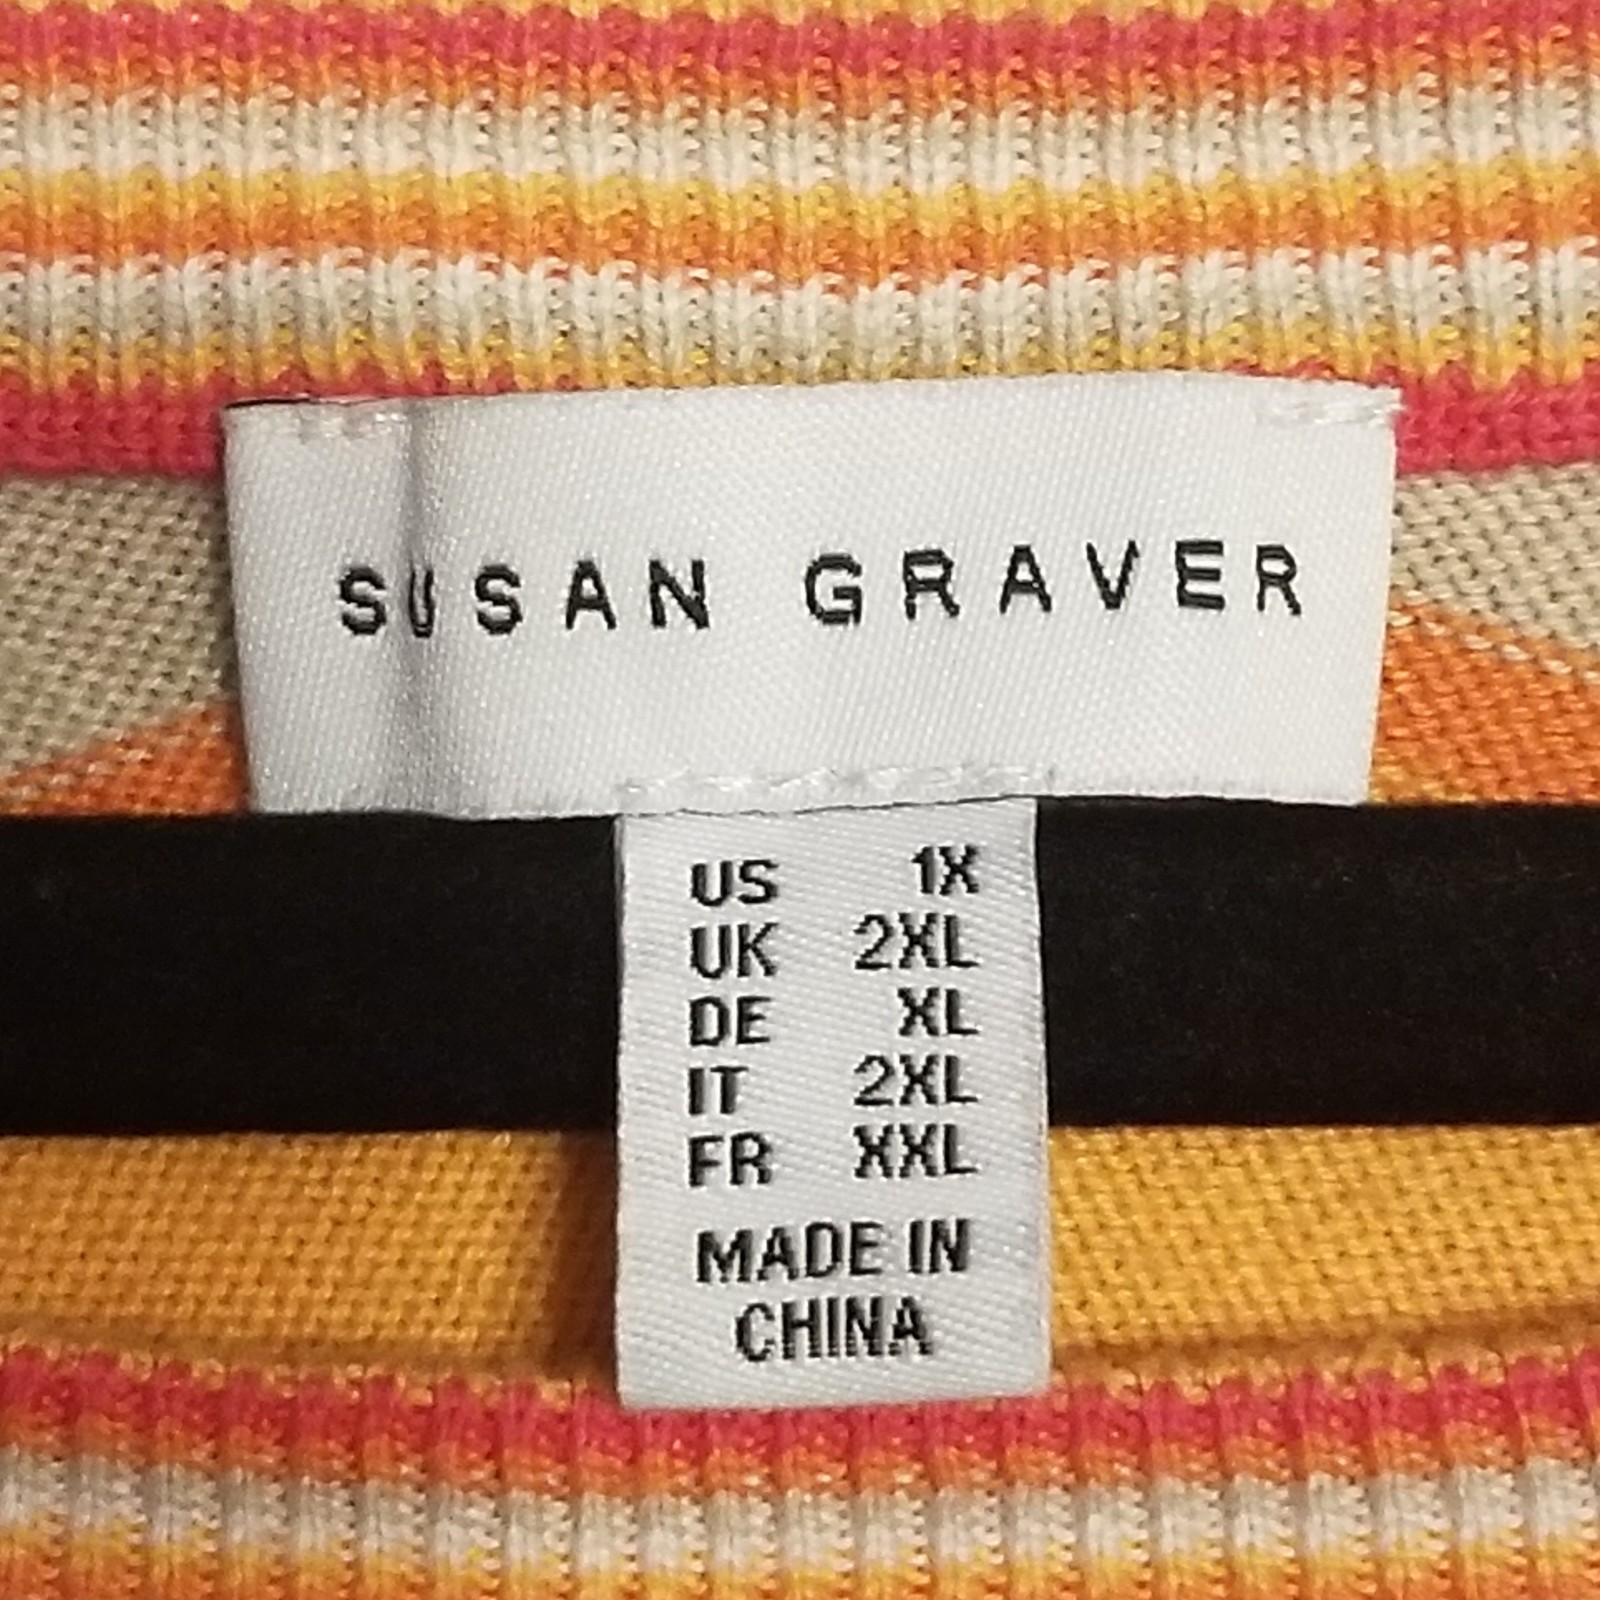 SUSAN GRAVER
US 1X
UK 2XL
DE XL
IT 2XL
FR XXL
MADE IN
CHINA